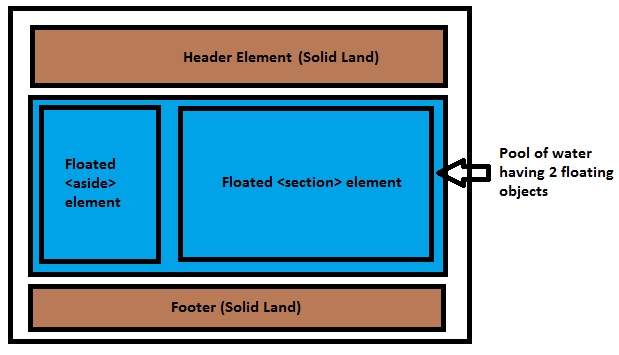 Header Element (Solid Land)
Floated
<aside>
element
Floated <section> element
Pool of water
having 2 floating
objects
Footer (Solid Land)